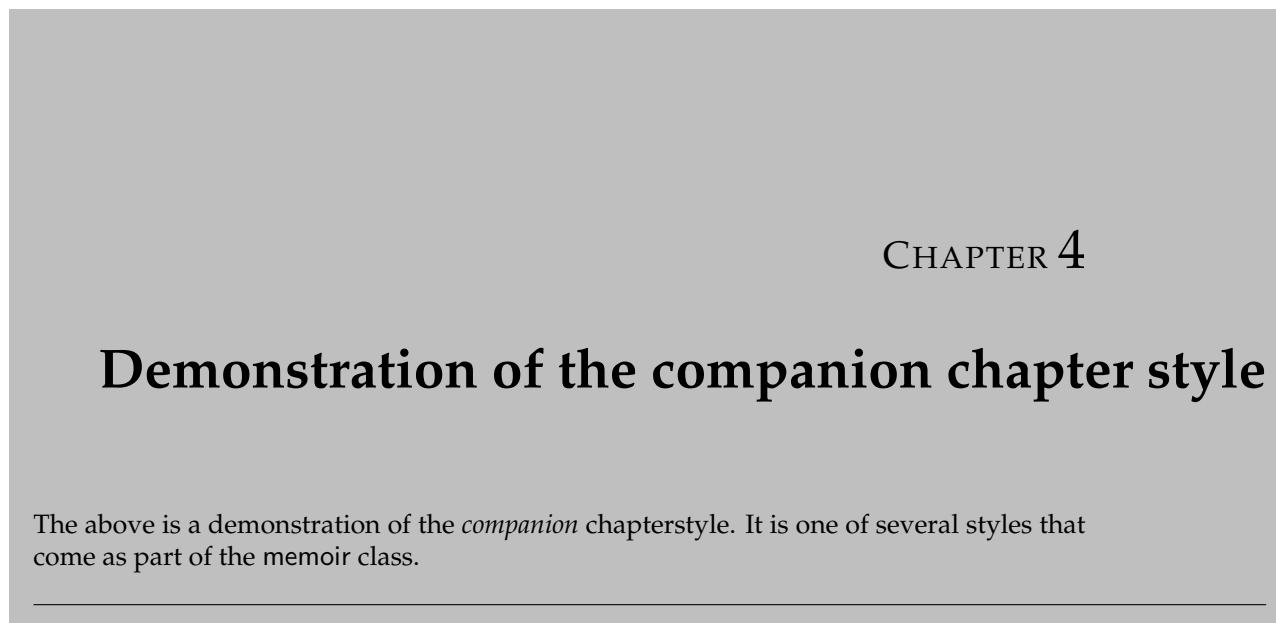 CHAPTER 4
Demonstration of the companion chapter style
The above is a demonstration of the companion chapterstyle. It is one of several styles that
come as part of the memoir class.